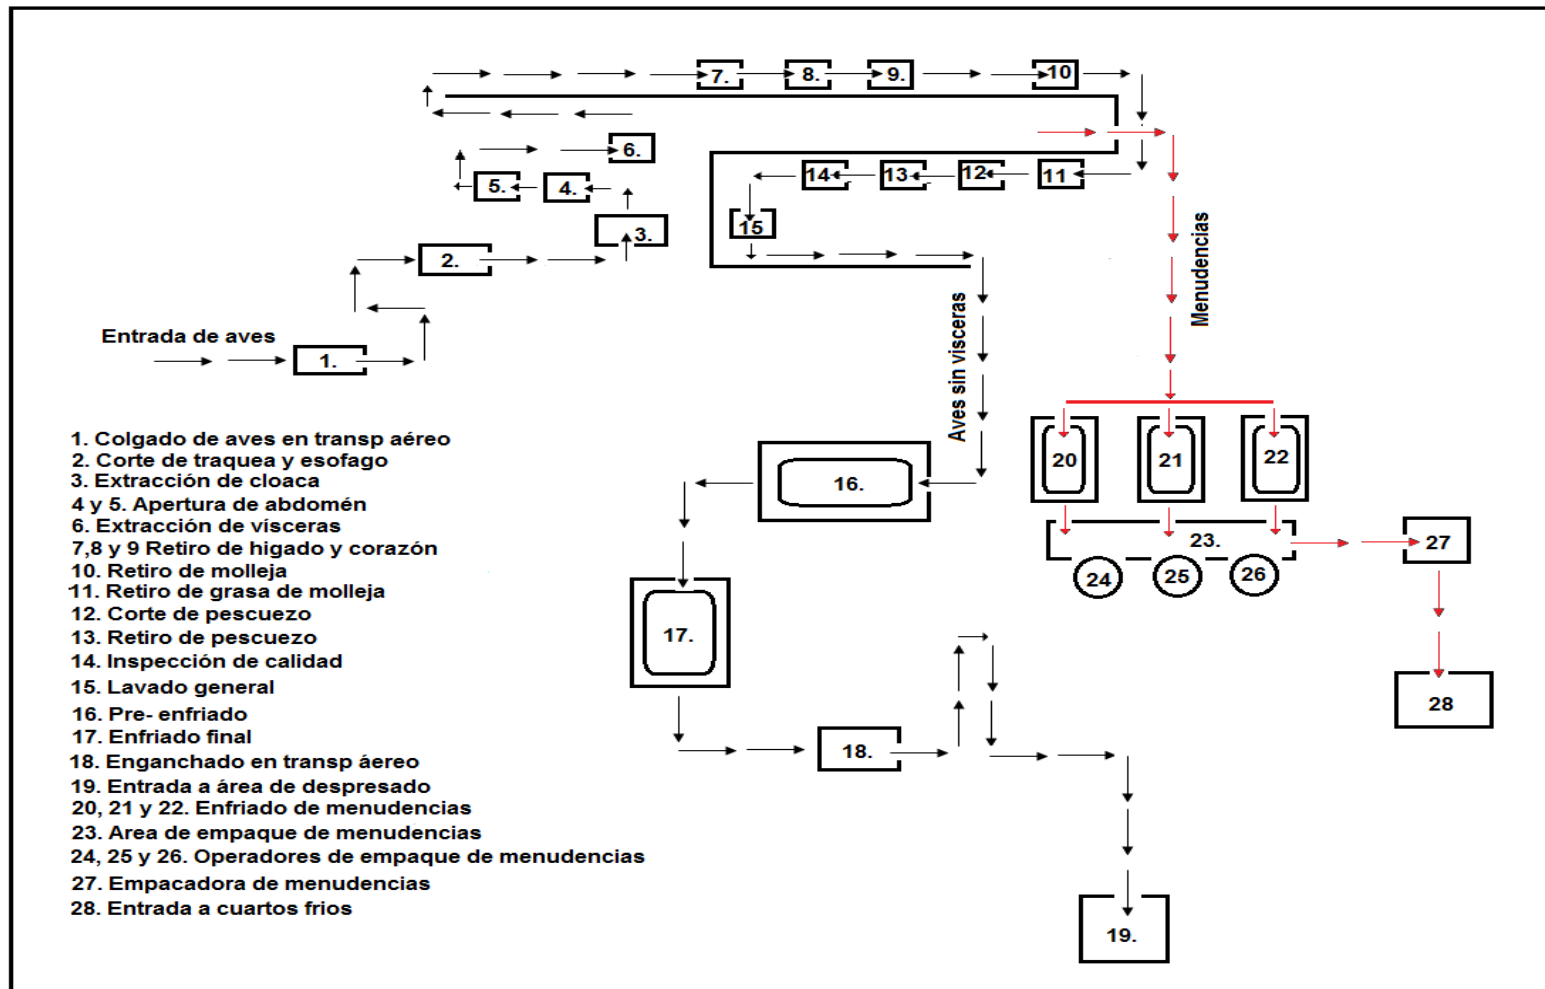 7.
8.
9.
10
6.
5.
4.
14
13
12
11
3.
15
2.
Menudencias
Entrada de aves
1.
Aves sin visceras
1. Colgado de aves en transp aéreo
2. Corte de traquea y esofago
3. Extracción de cloaca
4 y 5. Apertura de abdomén
6. Extracción de vísceras
7,8 y 9 Retiro de higado y corazón
10. Retiro de molleja
11. Retiro de grasa de molleja
12. Corte de pescuezo
13. Retiro de pescuezo
14. Inspección de calidad
15. Lavado general
16. Pre- enfriado
17. Enfriado final
18. Enganchado en transp áereo
19. Entrada a área de despresado
20, 21 y 22. Enfriado de menudencias
23. Area de empaque de menudencias
24, 25 y 26. Operadores de empaque de menudencias
27. Empacadora de menudencias
28. Entrada a cuartos frios
16.
20
21
22
23.
27
24
25
26
17.
28
18.
19.